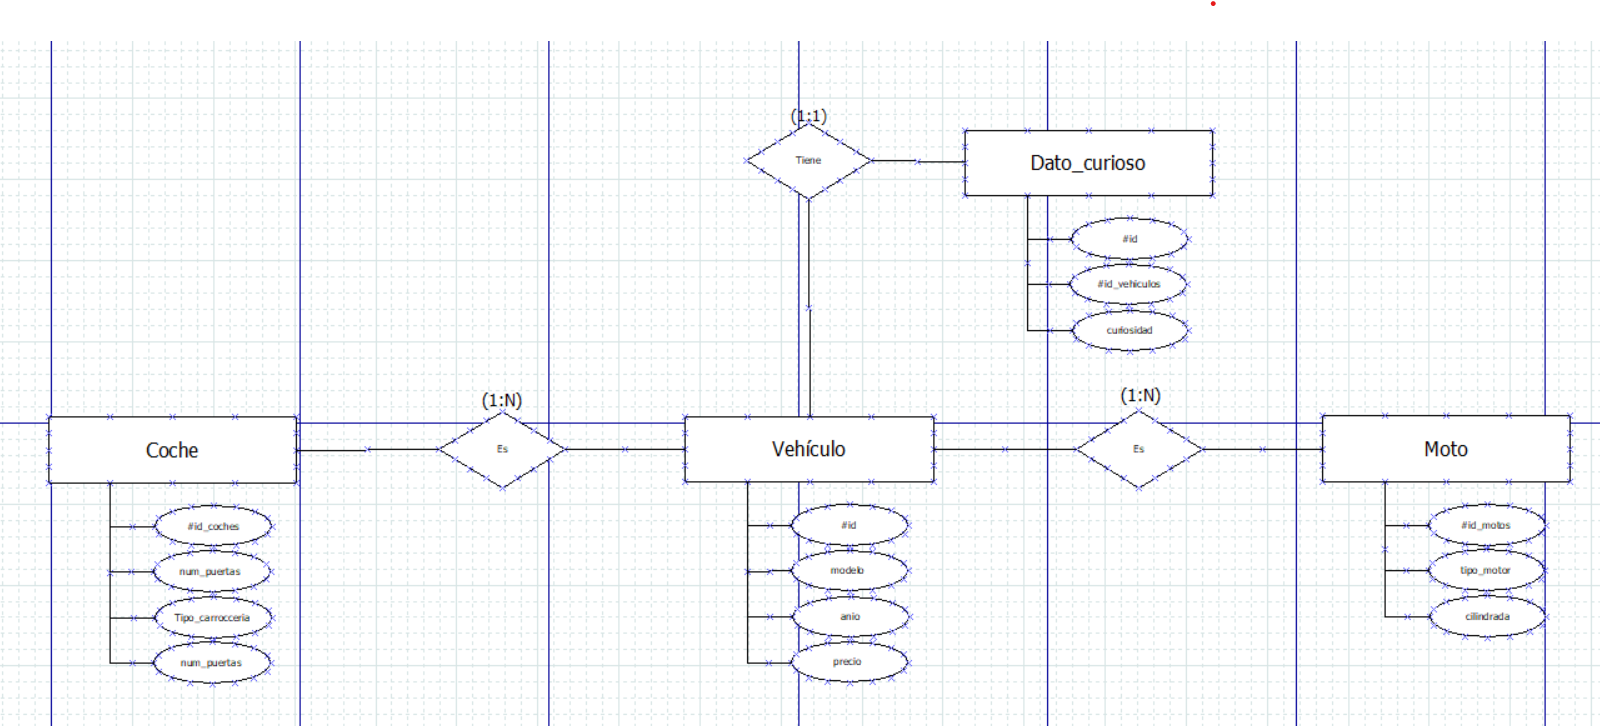 (1:1)
Tiene
Dato_curioso
#id
#id_vehiculos
curiosidad
(1:N)
(1:N)
Coche
Es
Vehículo
Es
Moto
#id_coches
num_puertas
Tipo_carrocceria
num_puertas
#id
modelo
anio
precio
#id_motos
tipo_motor
cilindrada